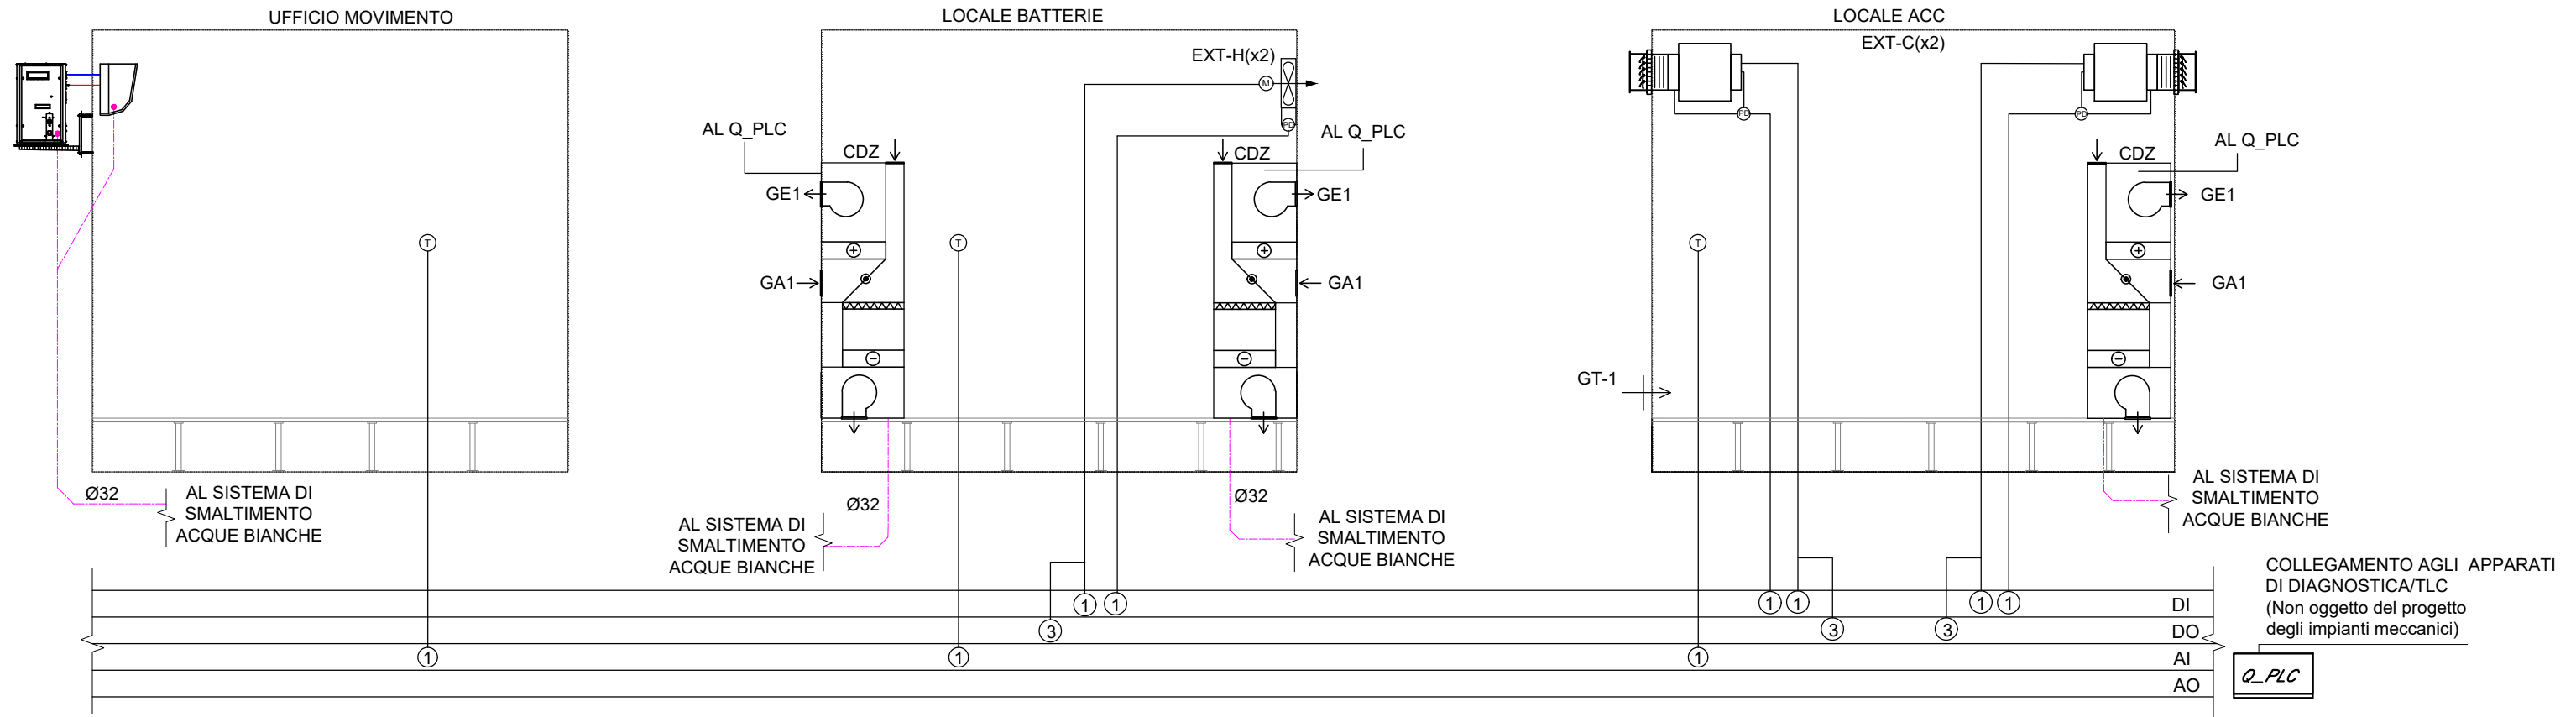 UFFICIO MOVIMENTO
Ø32
AL SISTEMA DI
SMALTIMENTO
ACQUE BIANCHE
T
1
LOCALE BATTERIE
EXT-H(x2)
M
PD
AL Q_PLC
AL Q_PLC
CDZ
CDZ
GE1
GE1
+
+
T
GA1
GA1
-
-
Ø32
Ø32
AL SISTEMA DI
SMALTIMENTO
ACQUE BIANCHE
AL SISTEMA DI
SMALTIMENTO
ACQUE BIANCHE
1
1
3
1
LOCALE ACC
EXT-C(x2)
PD
PD
AL Q_PLC
CDZ
GE1
T
+
GA1
-
GT-1
AL SISTEMA DI
SMALTIMENTO
ACQUE BIANCHE
1
1
1
1
3
3
1
DI
DO
AI
AO
COLLEGAMENTO AGLI APPARATI
DI DIAGNOSTICA/TLC
(Non oggetto del progetto
degli impianti meccanici)
Q_PLC